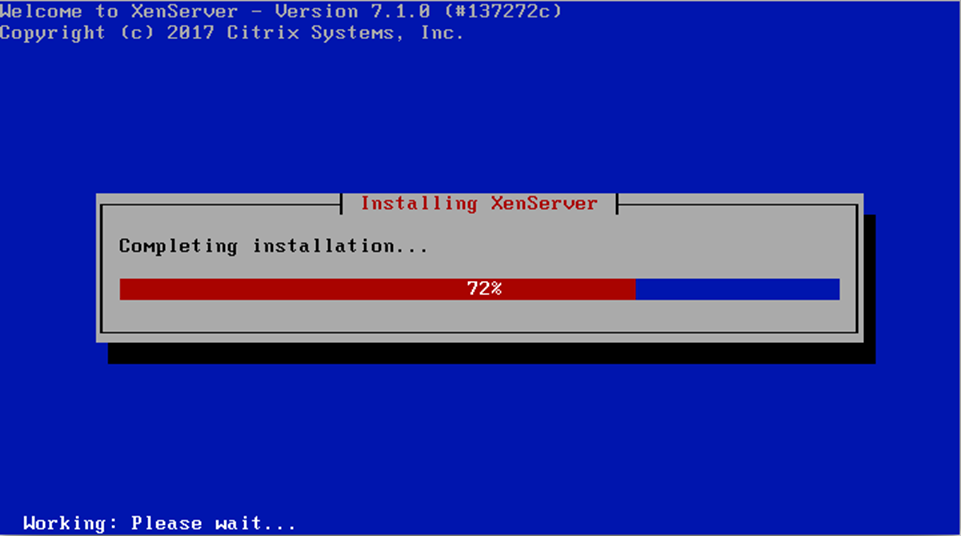 Welcome to XenServer - Version 7.1.0 (#137272c)
Copyright (c) 2017 Citrix Systems, Inc.
Installing XenServer
Completing installation...
72%
Working: Please wait...